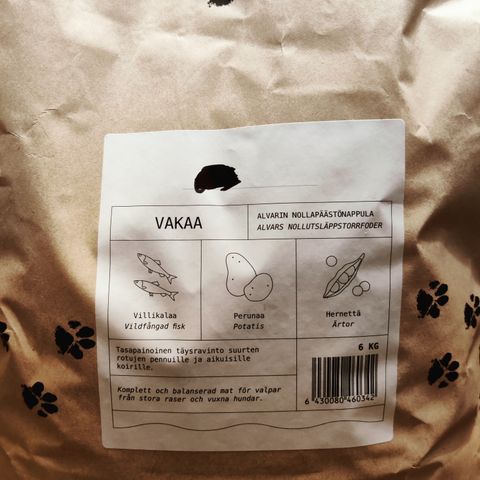 VAKAA
ALVARIN NOLLAPÄÄSTÖNAPPULA
ALVARS NOLLUTSLÄPPSTORRFODER
Villikalaa
Vildfångad fisk
Perunaa
Potatis
Hernettä
Ärtor
Tasapainoinen täysravinto suurten
rotujen pennuille ja aikuisille
koirille.
Komplett och balanserad mat för valpar
från stora raser och vuxna hundar.
6 KG
6 430080 460342